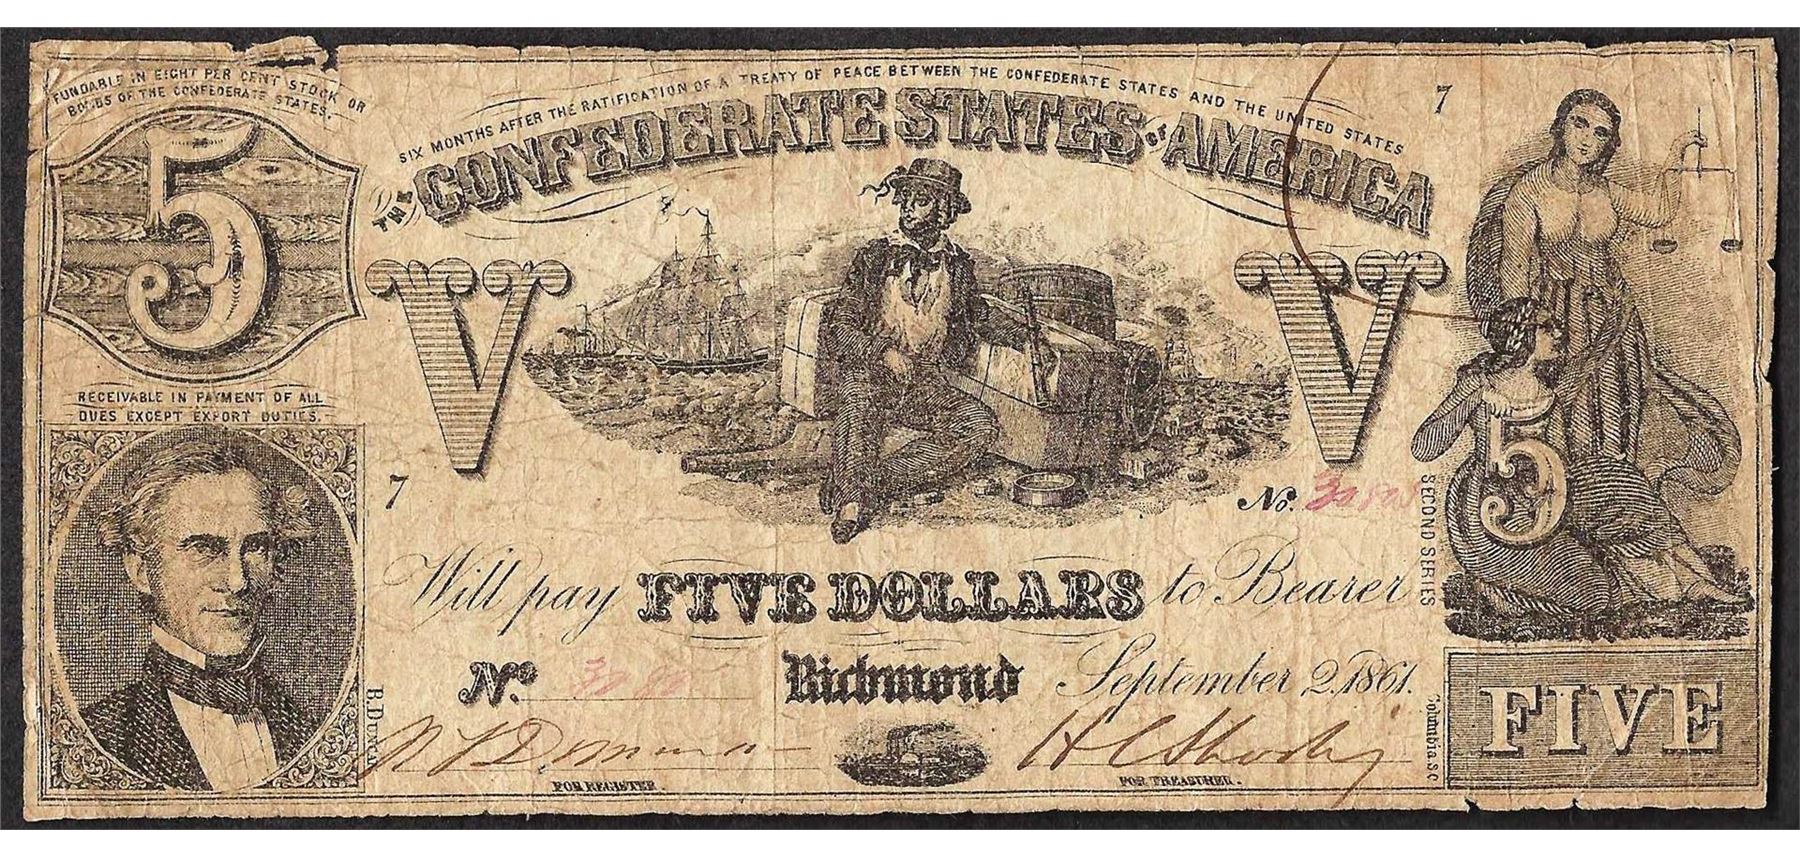 FUNDABLE IN EIGHT PER CENT STOCK OR
BONDS OF THE CONFEDERATE STATES.
SIX MONTHS AFTER THE RATIFICATION OF A TREATY OF PEACE BETWEEN THE CONFEDERATE STATES AND THE UNITED STATES
7
THE CONFEDERATE STATES OF AMERICA
5
V V
RECEIVABLE IN PAYMENT OF ALL
DUES EXCEPT EXPORT DUTIES.
7
No.
5
SECOND SERIES
Will pay FIVE DOLLARS to Bearer
No. Richmond September 2, 1861.
B. Duncan
Columbia S C
FIVE
FOR REGISTER.
FOR TREASURER.